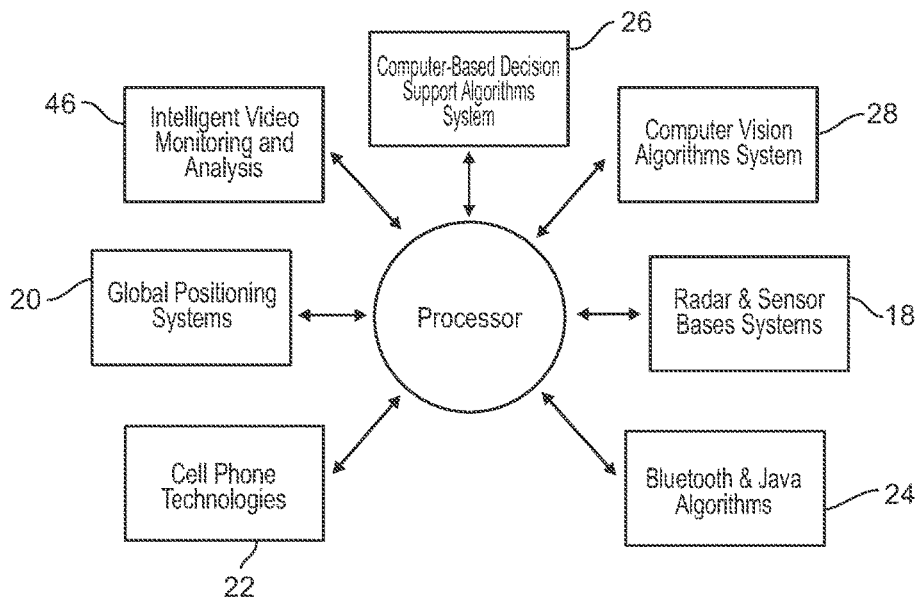 26
Computer-Based Decision
Support Algorithms
System
46
Intelligent Video
Monitoring and
Analysis
Computer Vision
Algorithms System
28
20
Global Positioning
Systems
Processor
Radar & Sensor
Bases Systems
18
Cell Phone
Technologies
22
Bluetooth & Java
Algorithms
24